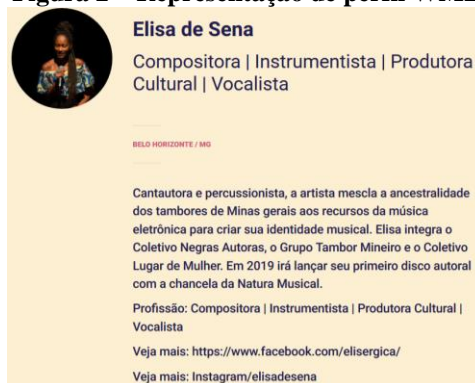 Elisa de Sena
Compositora | Instrumentista | Produtora
Cultural | Vocalista
BELO HORIZONTE / MG
Cantautora e percussionista, a artista mescla a ancestralidade
dos tambores de Minas gerais aos recursos da música
eletrônica para criar sua identidade musical. Elisa integra o
Coletivo Negras Autoras, o Grupo Tambor Mineiro e o Coletivo
Lugar de Mulher. Em 2019 irá lançar seu primeiro disco autoral
com a chancela da Natura Musical.
Profissão: Compositora | Instrumentista | Produtora Cultural |
Vocalista
Veja mais: https://www.facebook.com/elisergica/
Veja mais: Instagram/elisadesena